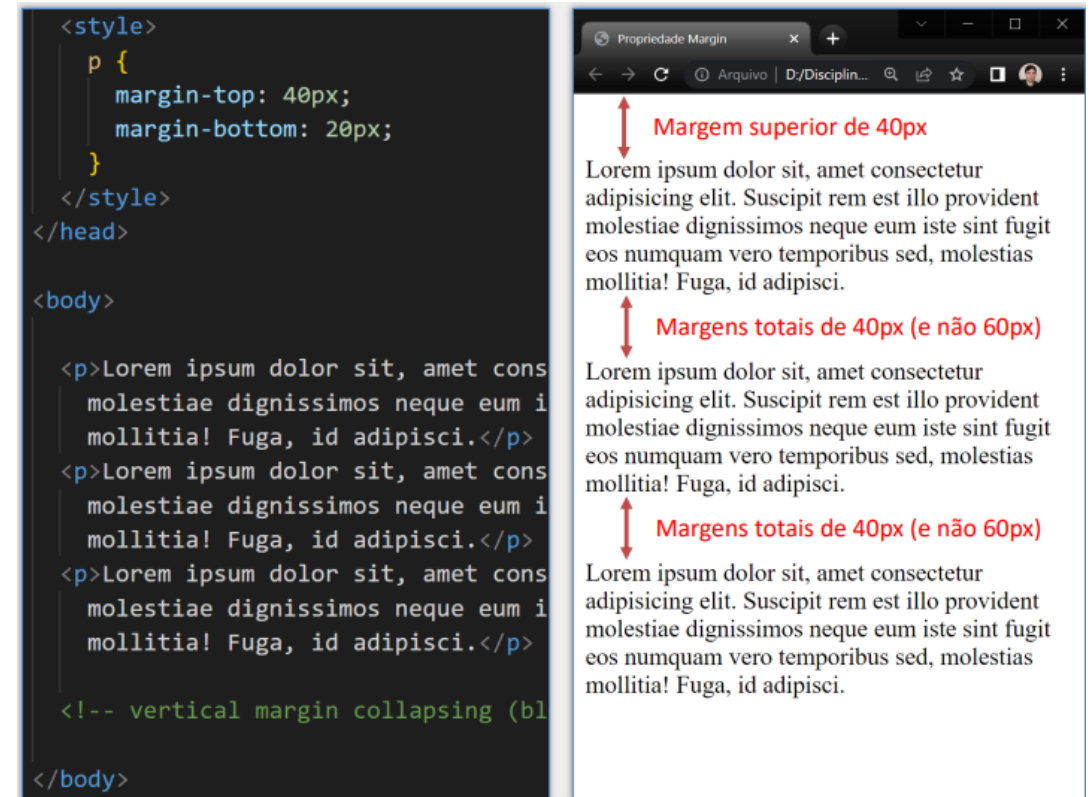 <style>
p {
margin-top: 40px;
margin-bottom: 20px;
}
</style>
</head>
<body>
<p>Lorem ipsum dolor sit, amet cons
molestiae dignissimos neque eum i
mollitia! Fuga, id adipisci.</p>
<p>Lorem ipsum dolor sit, amet cons
molestiae dignissimos neque eum i
mollitia! Fuga, id adipisci.</p>
<p>Lorem ipsum dolor sit, amet cons
molestiae dignissimos neque eum i
mollitia! Fuga, id adipisci.</p>
<!-- vertical margin collapsing (bl
</body>
Propriedade Margin
Arquivo | D:/Disciplin...
Margem superior de 40px
Lorem ipsum dolor sit, amet consectetur
adipisicing elit. Suscipit rem est illo provident
molestiae dignissimos neque eum iste sint fugit
eos numquam vero temporibus sed, molestias
mollitia! Fuga, id adipisci.
Margens totais de 40px (e não 60px)
Lorem ipsum dolor sit, amet consectetur
adipisicing elit. Suscipit rem est illo provident
molestiae dignissimos neque eum iste sint fugit
eos numquam vero temporibus sed, molestias
mollitia! Fuga, id adipisci.
Margens totais de 40px (e não 60px)
Lorem ipsum dolor sit, amet consectetur
adipisicing elit. Suscipit rem est illo provident
molestiae dignissimos neque eum iste sint fugit
eos numquam vero temporibus sed, molestias
mollitia! Fuga, id adipisci.